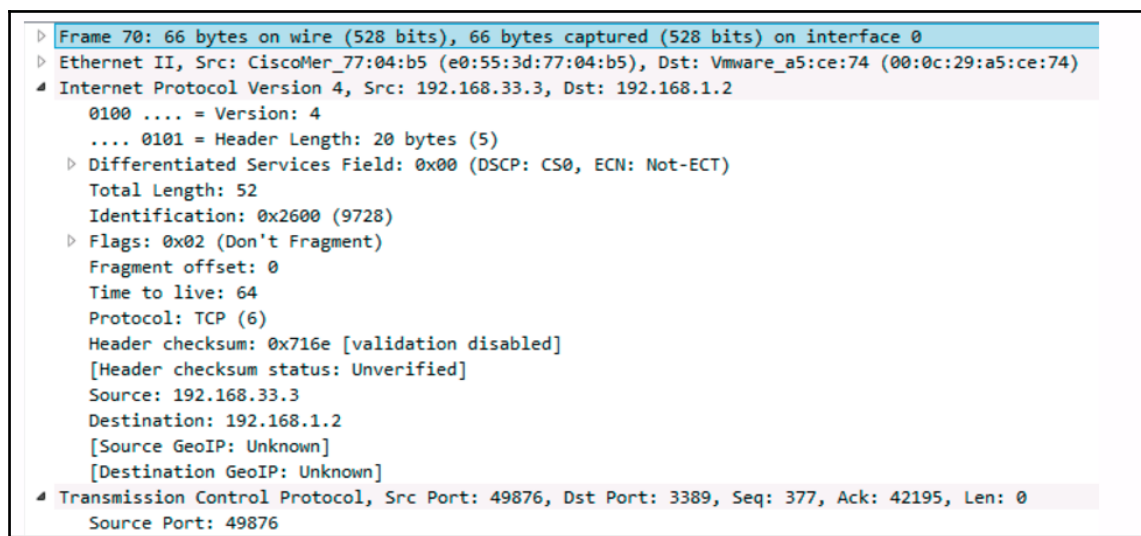 Frame 70: 66 bytes on wire (528 bits), 66 bytes captured (528 bits) on interface 0
Ethernet II, Src: CiscoMer_77:04:b5 (e0:55:3d:77:04:b5), Dst: Vmware_a5:ce:74 (00:0c:29:a5:ce:74)
Internet Protocol Version 4, Src: 192.168.33.3, Dst: 192.168.1.2
0100 .... = Version: 4
.... 0101 = Header Length: 20 bytes (5)
Differentiated Services Field: 0x00 (DSCP: CS0, ECN: Not-ECT)
Total Length: 52
Identification: 0x2600 (9728)
Flags: 0x02 (Don't Fragment)
Fragment offset: 0
Time to live: 64
Protocol: TCP (6)
Header checksum: 0x716e [validation disabled]
[Header checksum status: Unverified]
Source: 192.168.33.3
Destination: 192.168.1.2
[Source GeoIP: Unknown]
[Destination GeoIP: Unknown]
Transmission Control Protocol, Src Port: 49876, Dst Port: 3389, Seq: 377, Ack: 42195, Len: 0
Source Port: 49876